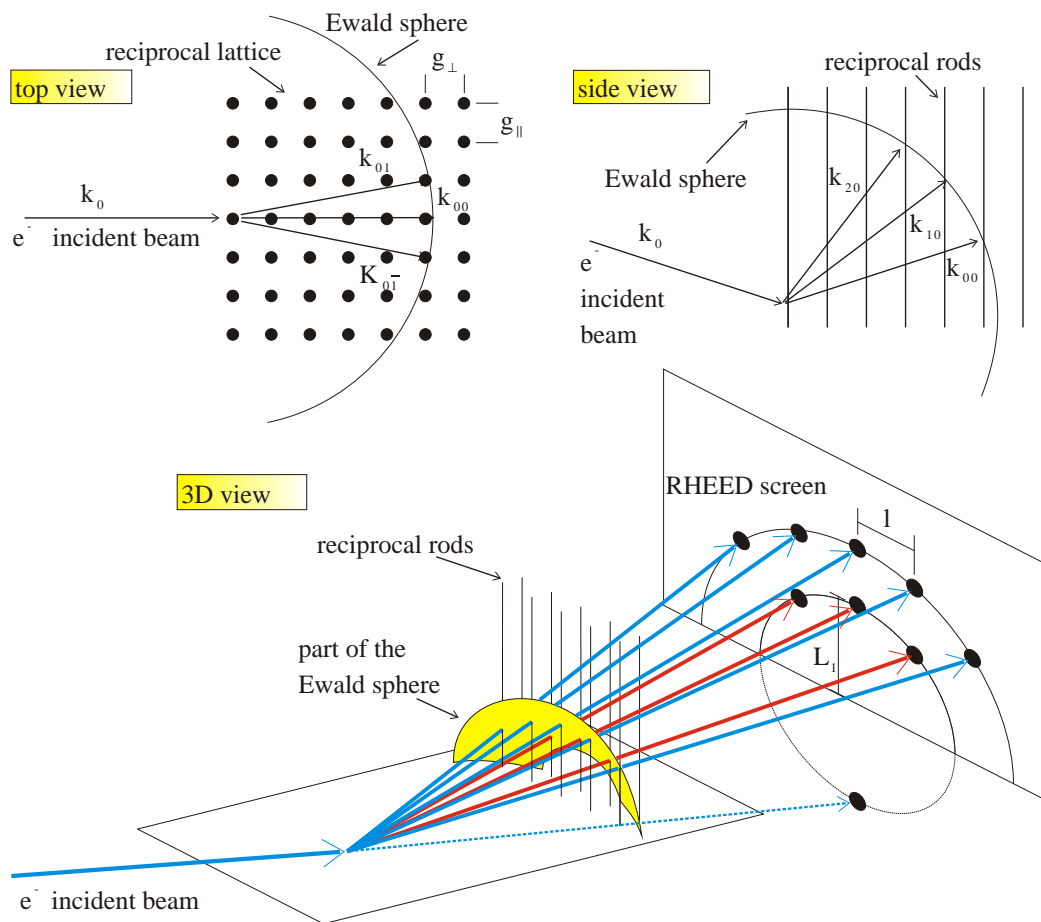 Ewald sphere
reciprocal lattice
g⊥
top view
g||
k₀₁
k₀₀
k₀
e⁻ incident beam
K₀₁̅
reciprocal rods
side view
Ewald sphere
k₂₀
k₁₀
k₀₀
k₀
e⁻
incident
beam
3D view
RHEED screen
l
reciprocal rods
part of the
Ewald sphere
L₁
e⁻ incident beam